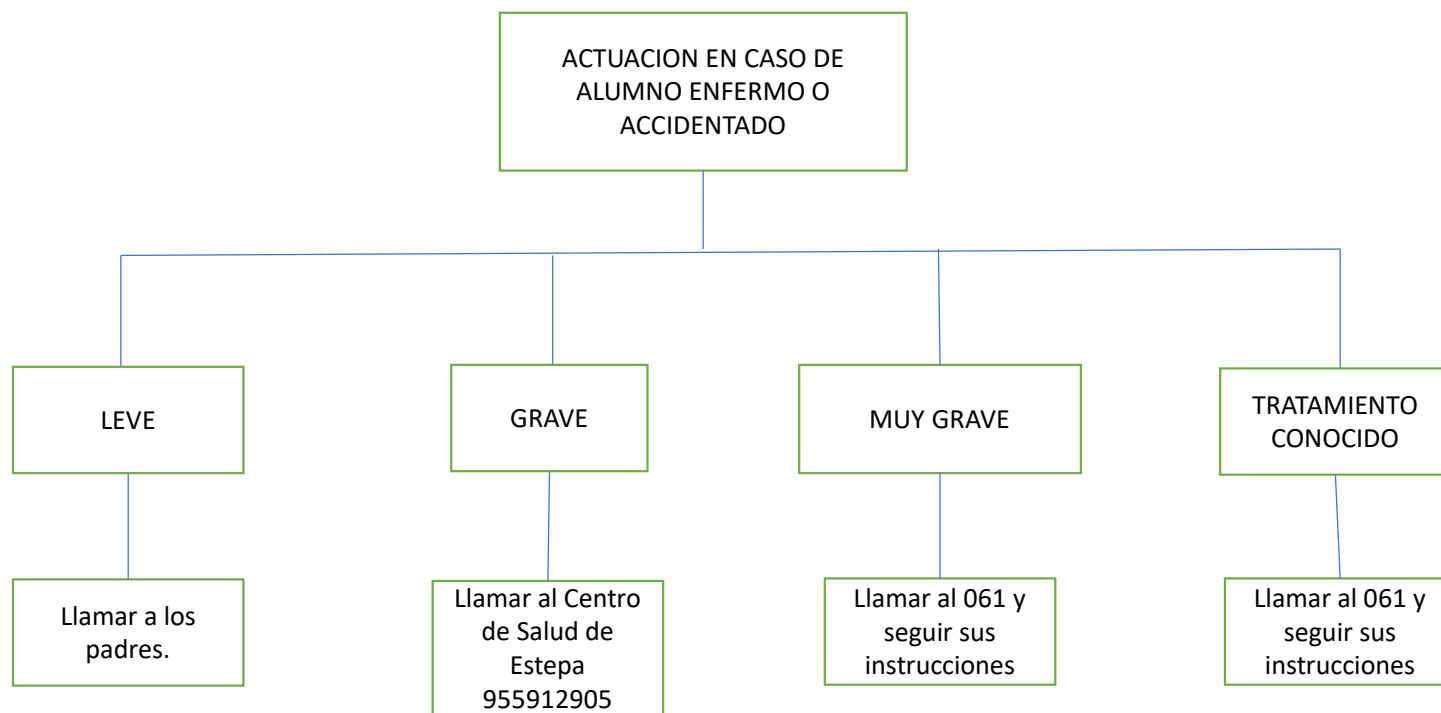 ACTUACION EN CASO DE
ALUMNO ENFERMO O
ACCIDENTADO
LEVE
GRAVE
MUY GRAVE
TRATAMIENTO
CONOCIDO
Llamar a los
padres.
Llamar al Centro
de Salud de
Estepa
955912905
Llamar al 061 y
seguir sus
instrucciones
Llamar al 061 y
seguir sus
instrucciones